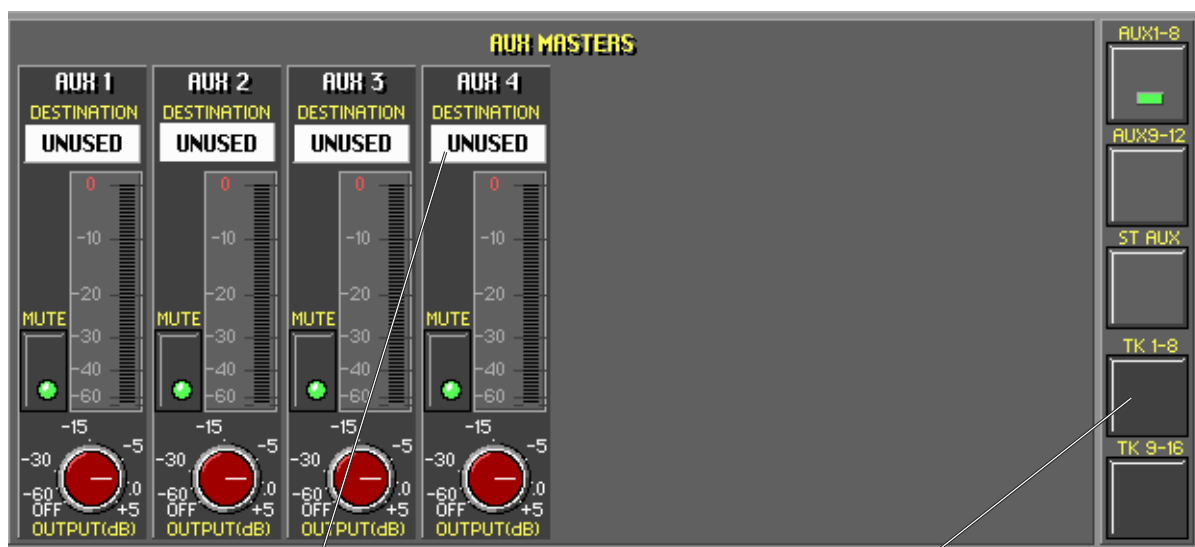 AUX MASTERS
AUX 1
DESTINATION
UNUSED
0
-10
-20
-30
-40
-60
MUTE
-15
-30
-5
-60
.0
OFF
+5
OUTPUT(dB)
AUX 2
DESTINATION
UNUSED
0
-10
-20
-30
-40
-60
MUTE
-15
-30
-5
-60
.0
OFF
+5
OUTPUT(dB)
AUX 3
DESTINATION
UNUSED
0
-10
-20
-30
-40
-60
MUTE
-15
-30
-5
-60
.0
OFF
+5
OUTPUT(dB)
AUX 4
DESTINATION
UNUSED
0
-10
-20
-30
-40
-60
MUTE
-15
-30
-5
-60
.0
OFF
+5
OUTPUT(dB)
AUX1-8
AUX9-12
ST AUX
TK 1-8
TK 9-16